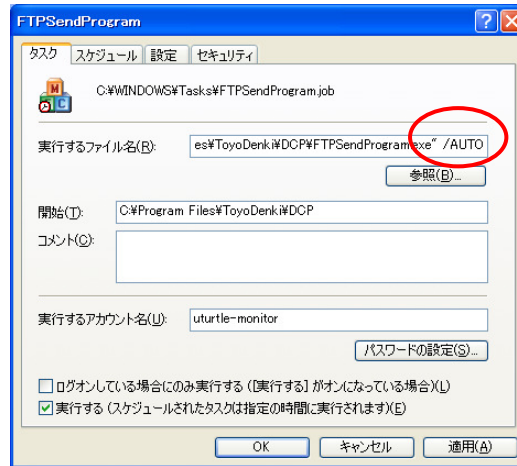 FTPSendProgram
タスク スケジュール 設定 セキュリティ
C:¥WINDOWS¥Tasks¥FTPSendProgram.job
実行するファイル名(R): es¥ToyoDenki¥DCP¥FTPSendProgram.exe" /AUTO
参照(B)...
開始(T): C:¥Program Files¥ToyoDenki¥DCP
コメント(C):
実行するアカウント名(U): uturtle-monitor
パスワードの設定(S)...
ログオンしている場合にのみ実行する ([実行する] がオンになっている場合)(L)
実行する (スケジュールされたタスクは指定の時間に実行されます)(E)
OK キャンセル 適用(A)